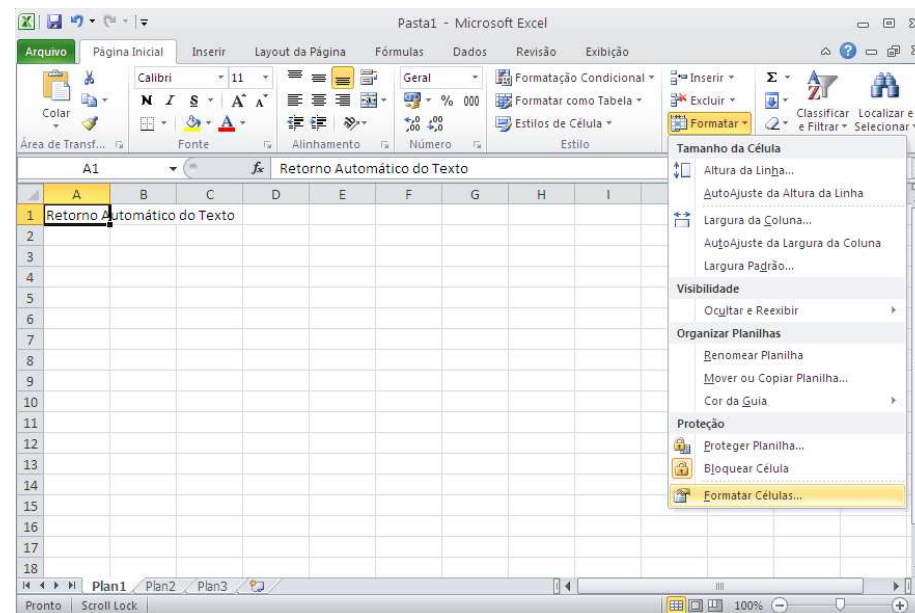 Pasta1 - Microsoft Excel
Arquivo Página Inicial Inserir Layout da Página Fórmulas Dados Revisão Exibição
Colar
Calibri 11
N I S A A
A
Geral
% 000
,00 ,00
Formatação Condicional
Formatar como Tabela
Estilos de Célula
Inserir
Excluir
Formatar
Σ
Classificar e Filtrar
Localizar e Selecionar
Área de Transf... Fonte Alinhamento Número Estilo
A1 fx Retorno Automático do Texto
A B C D E F G H I
1 Retorno Automático do Texto
2
3
4
5
6
7
8
9
10
11
12
13
14
15
16
17
18
Tamanho da Célula
Altura da Linha...
AutoAjuste da Altura da Linha
Largura da Coluna...
AutoAjuste da Largura da Coluna
Largura Padrão...
Visibilidade
Ocultar e Reexibir
Organizar Planilhas
Renomear Planilha
Mover ou Copiar Planilha...
Cor da Guia
Proteção
Proteger Planilha...
Bloquear Célula
Formatar Células...
Plan1 Plan2 Plan3
Pronto Scroll Lock 100%